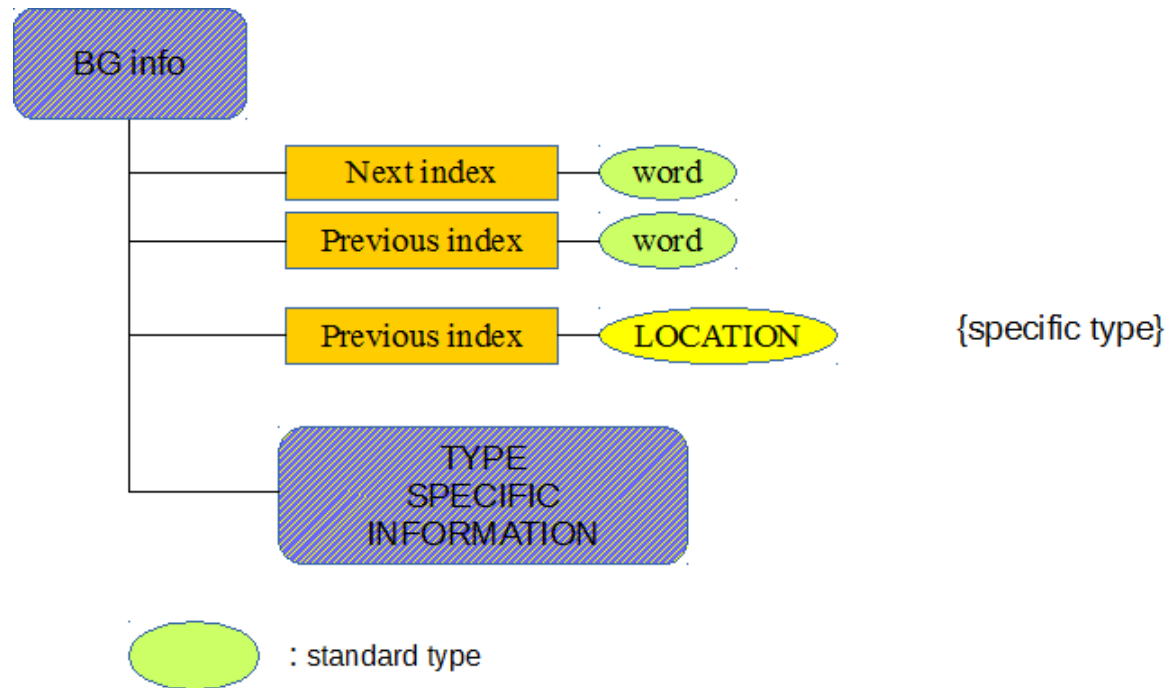 BG info
Next index word
Previous index word
Previous index LOCATION {specific type}
TYPE
SPECIFIC
INFORMATION
: standard type